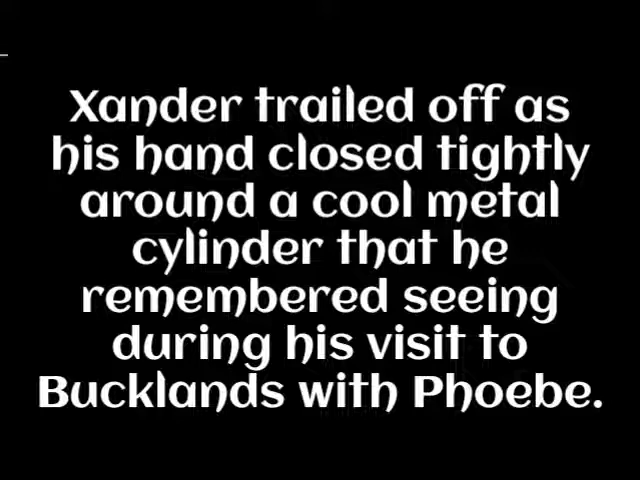 Xander trailed off as
his hand closed tightly
around a cool metal
cylinder that he
remembered seeing
during his visit to
Bucklands with Phoebe.